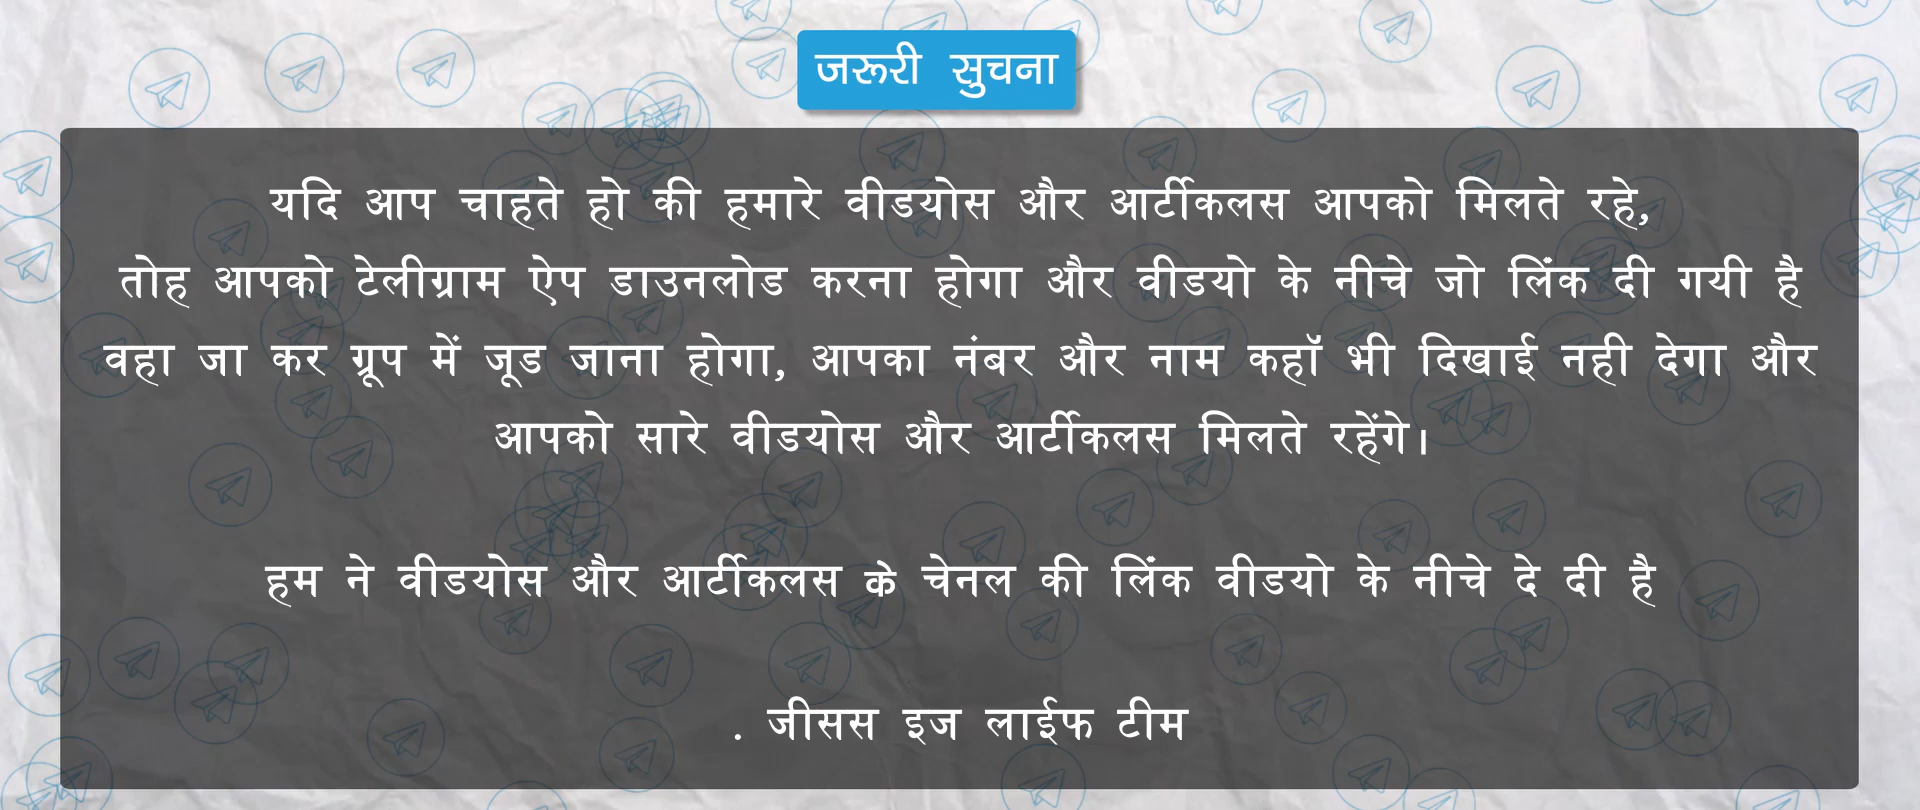 जरूरी सुचना
यदि आप चाहते हो की हमारे वीडयोस और आर्टीकलस आपको मिलते रहे,
तोह आपको टेलीग्राम ऐप डाउनलोड करना होगा और वीडयो के नीचे जो लिंक दी गयी है
वहा जा कर ग्रूप में जूड जाना होगा, आपका नंबर और नाम कहाॅ भी दिखाई नही देगा और
आपको सारे वीडयोस और आर्टीकलस मिलते रहेंगे।
हम ने वीडयोस और आर्टीकलस के चेनल की लिंक वीडयो के नीचे दे दी है
. जीसस इज लाईफ टीम